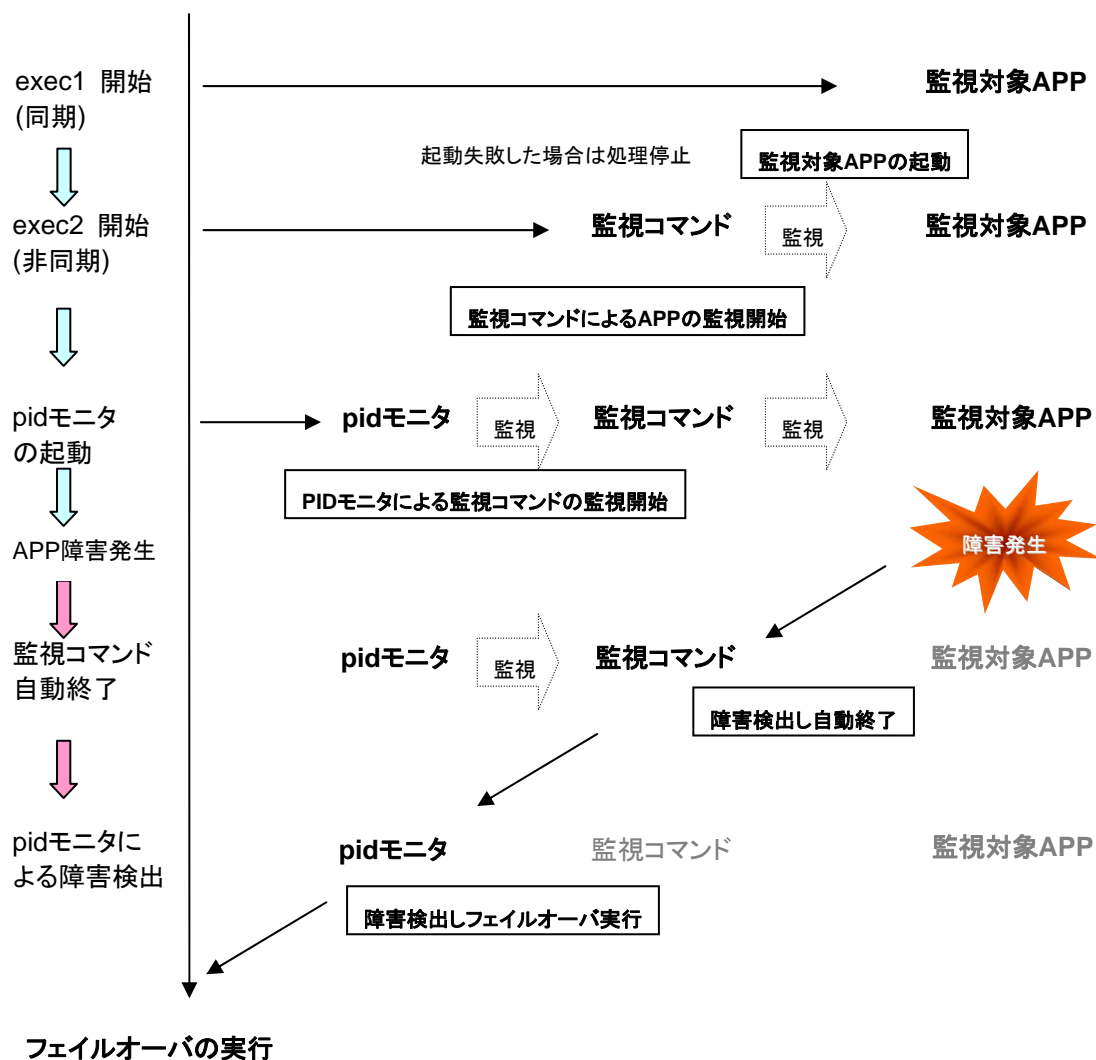 exec1 開始
(同期)
監視対象APP
起動失敗した場合は処理停止
監視対象APPの起動
exec2 開始
(非同期)
監視コマンド
監視
監視対象APP
監視コマンドによるAPPの監視開始
pidモニタ
の起動
pidモニタ
監視
監視コマンド
監視
監視対象APP
PIDモニタによる監視コマンドの監視開始
APP障害発生
障害発生
監視コマンド
自動終了
pidモニタ
監視
監視コマンド
監視対象APP
障害検出し自動終了
pidモニタに
よる障害検出
pidモニタ
監視コマンド
監視対象APP
障害検出しフェイルオーバ実行
フェイルオーバの実行